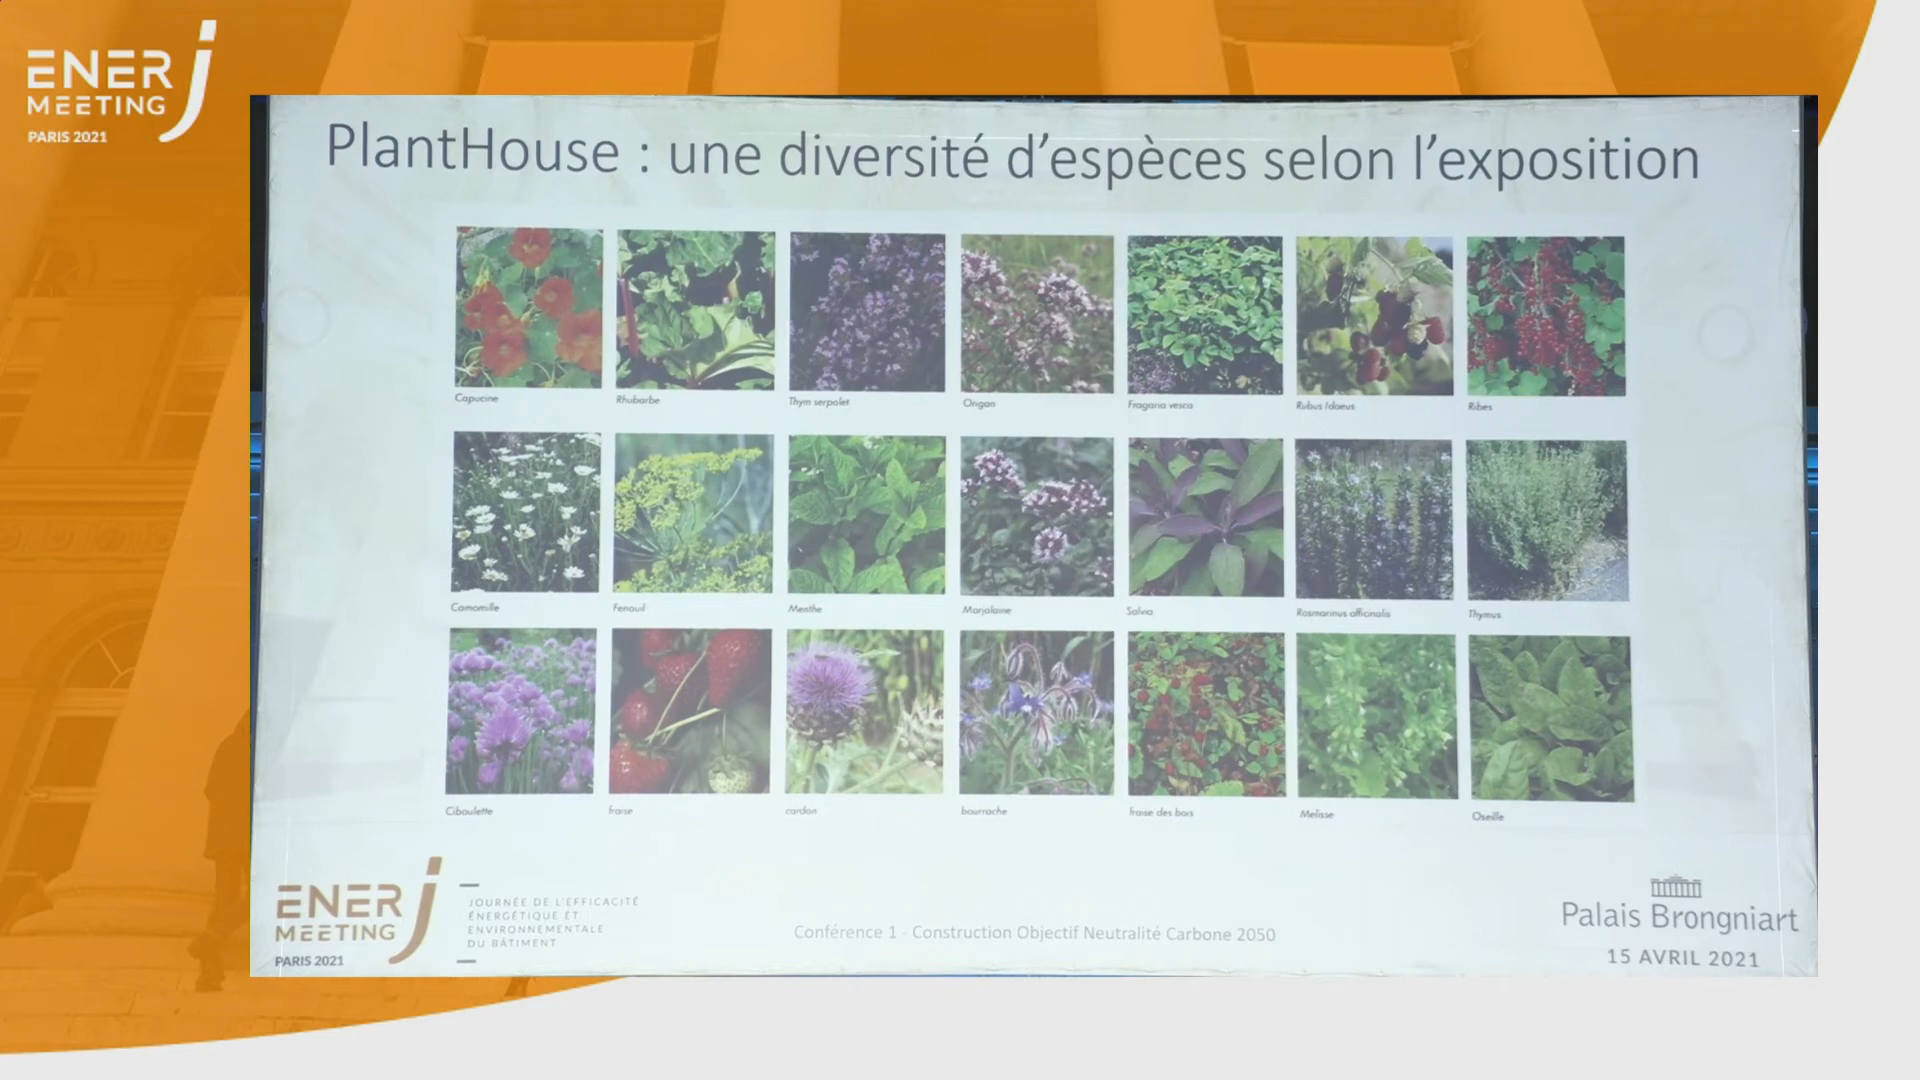 ENERJ
MEETING
PARIS 2021
PlantHouse : une diversité d'espèces selon l'exposition
Capucine
Rhubarbe
Thym serpolet
Origan
Fragaria vesca
Rubus Idaeus
Ribes
Camomille
Fenouil
Menthe
Marjolaine
Salvia
Rosmarinus officinalis
Thymus
Ciboulette
fraise
cardon
bourrache
fraise des bois
Melisse
Oseille
ENERJ
MEETING
PARIS 2021
JOURNÉE DE L'EFFICACITÉ
ÉNERGÉTIQUE ET
ENVIRONNEMENTALE
DU BÂTIMENT
Conférence 1 - Construction Objectif Neutralité Carbone 2050
Palais Brongniart
15 AVRIL 2021